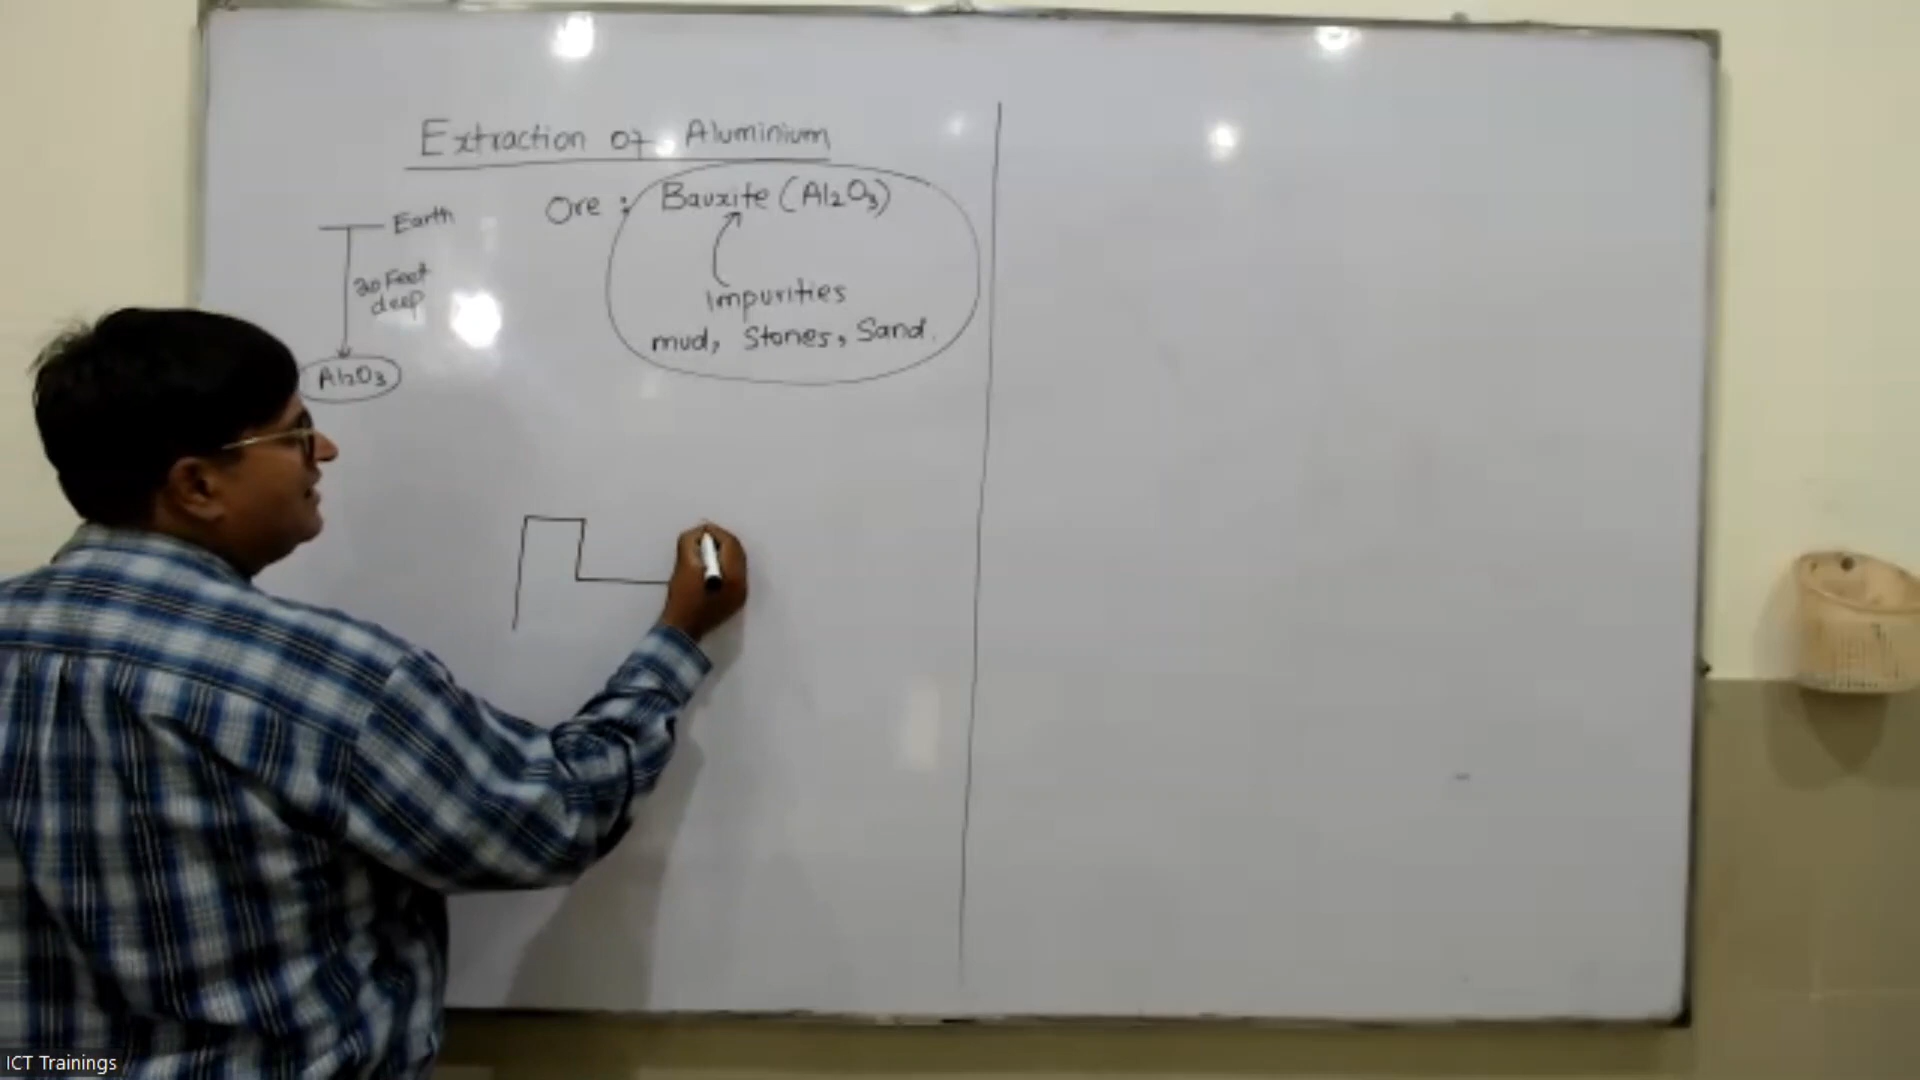 Extraction of Aluminium
Ore : Bauxite (Al₂O₃)
Earth
20 Feet
deep
Impurities
mud, Stones, Sand.
Al₂O₃
ICT Trainings